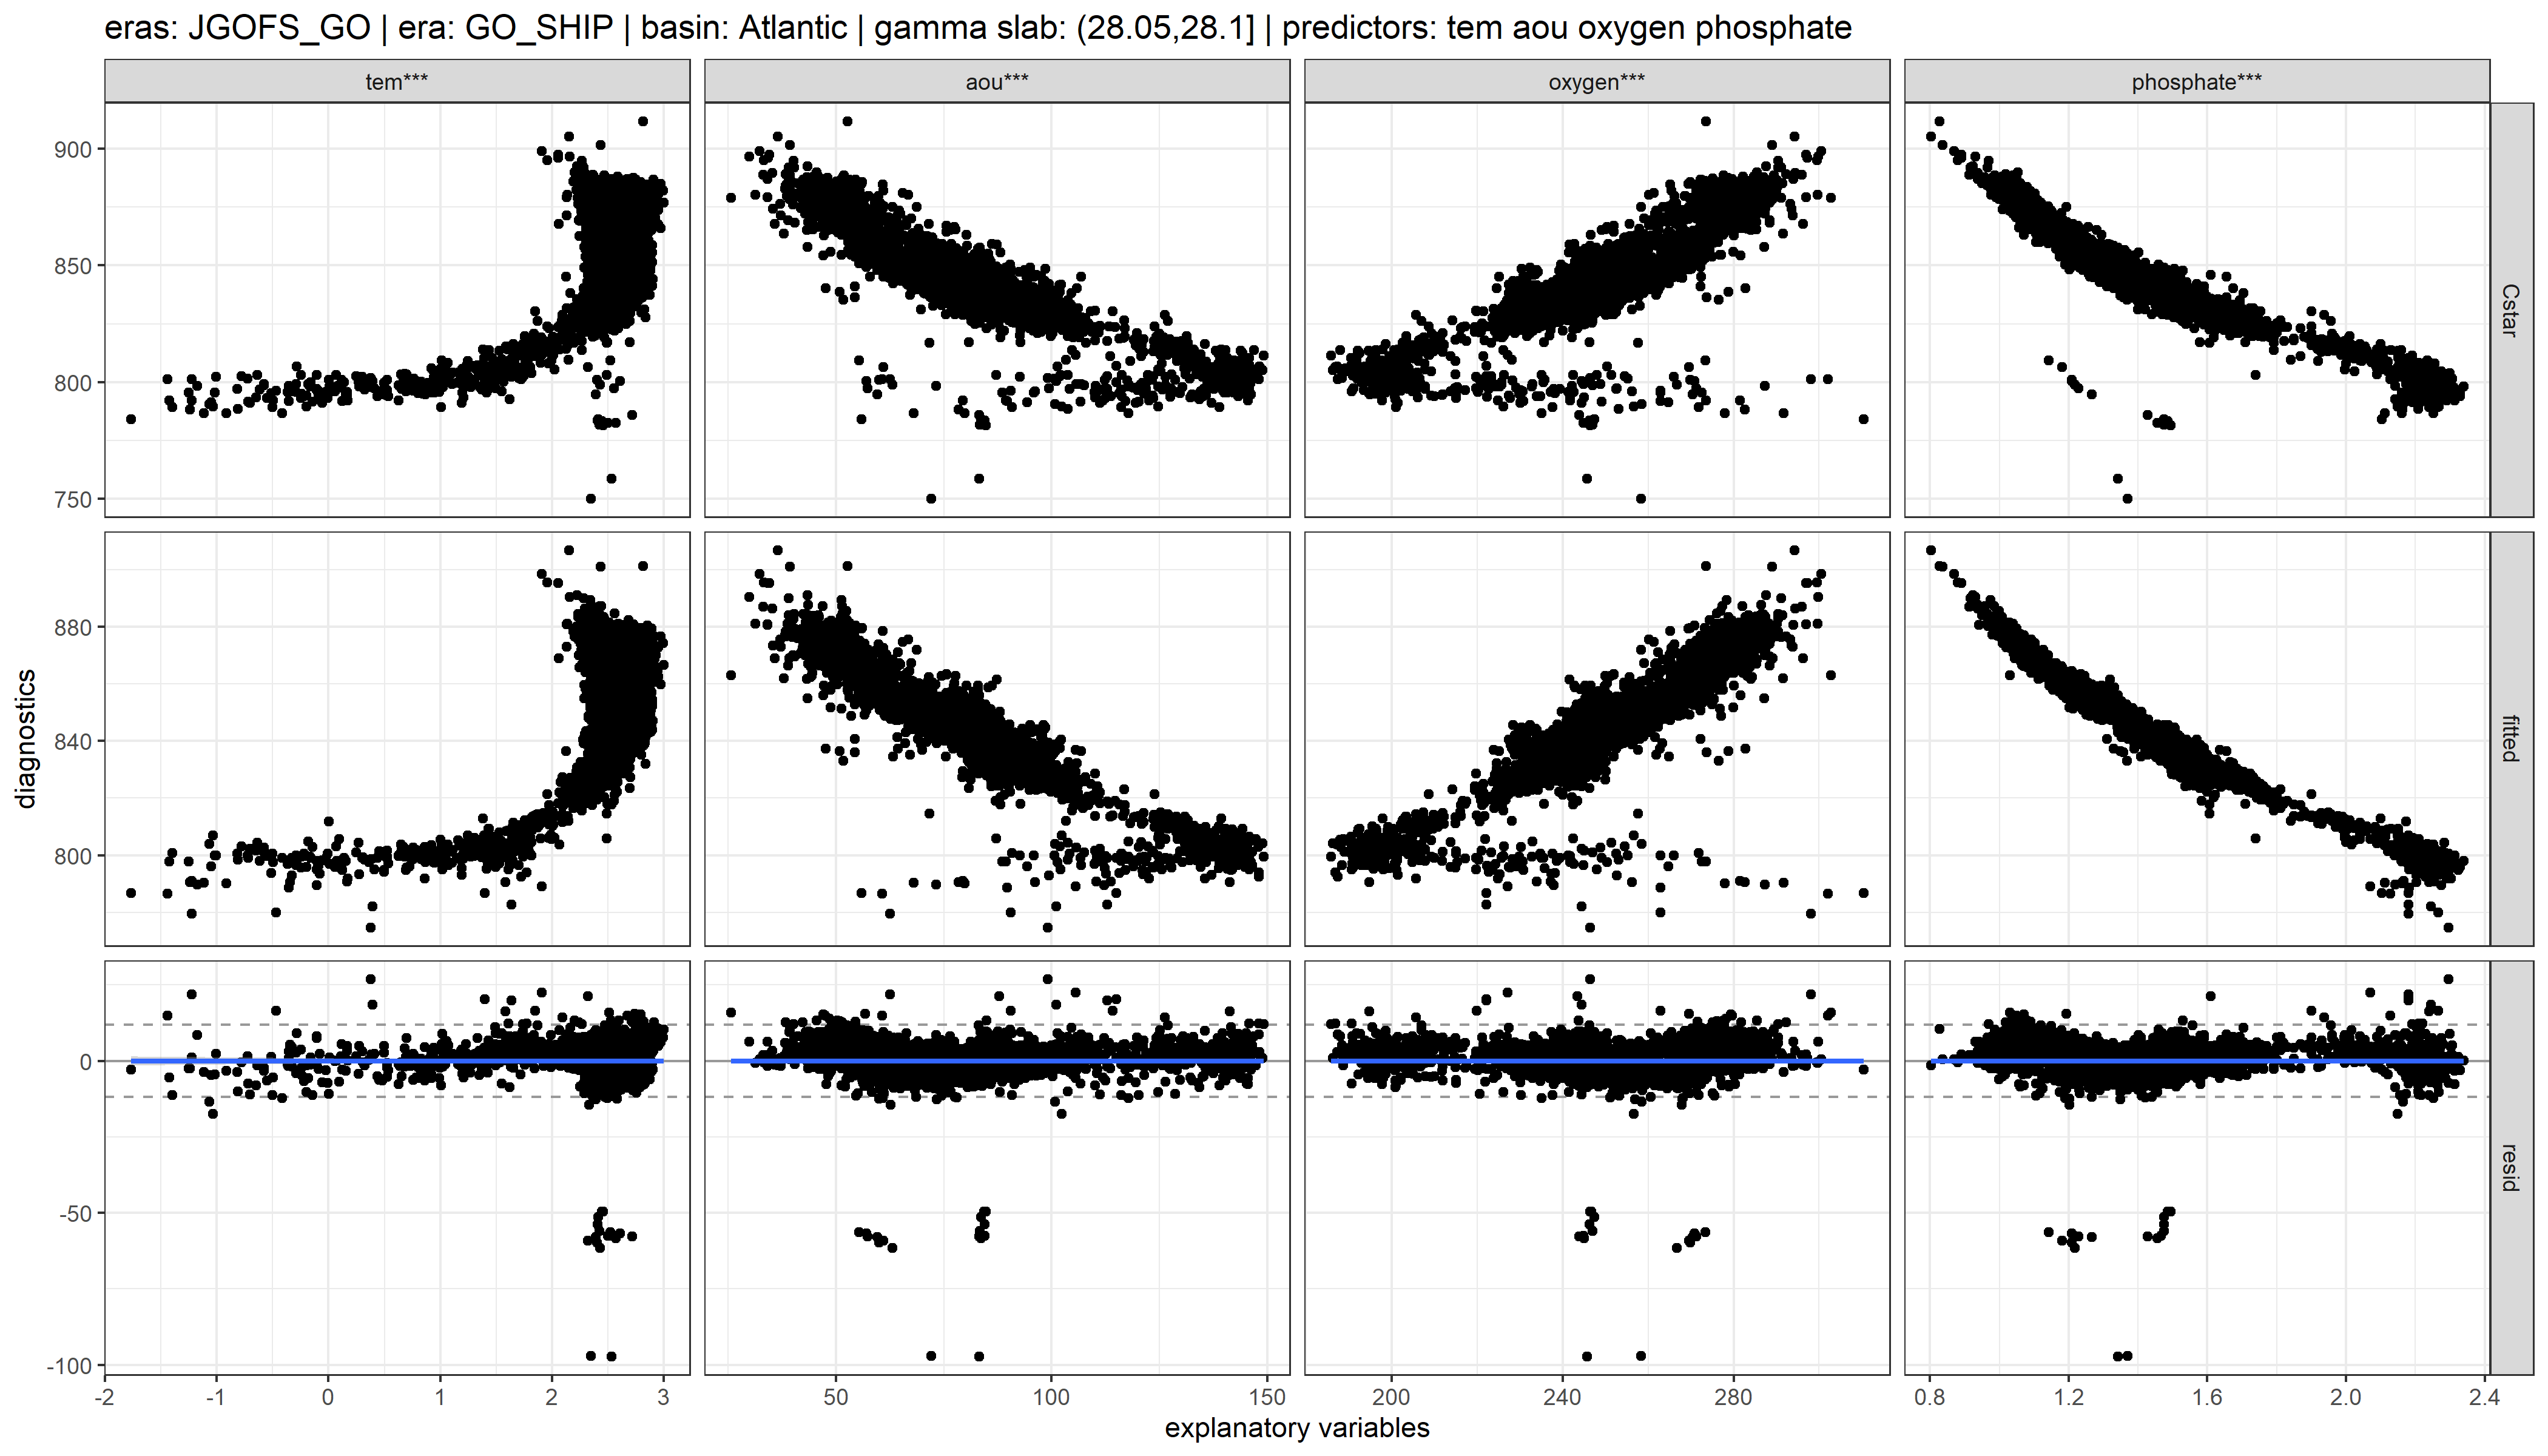 eras: JGOFS_GO | era: GO_SHIP | basin: Atlantic | gamma slab: (28.05,28.1] | predictors: tem aou oxygen phosphate
tem*** aou*** oxygen*** phosphate***
900
850
800
750
Cstar
880
840
800
fitted
diagnostics
0
-50
-100
resid
-2 -1 0 1 2 3 50 100 150 200 240 280 0.8 1.2 1.6 2.0 2.4
explanatory variables